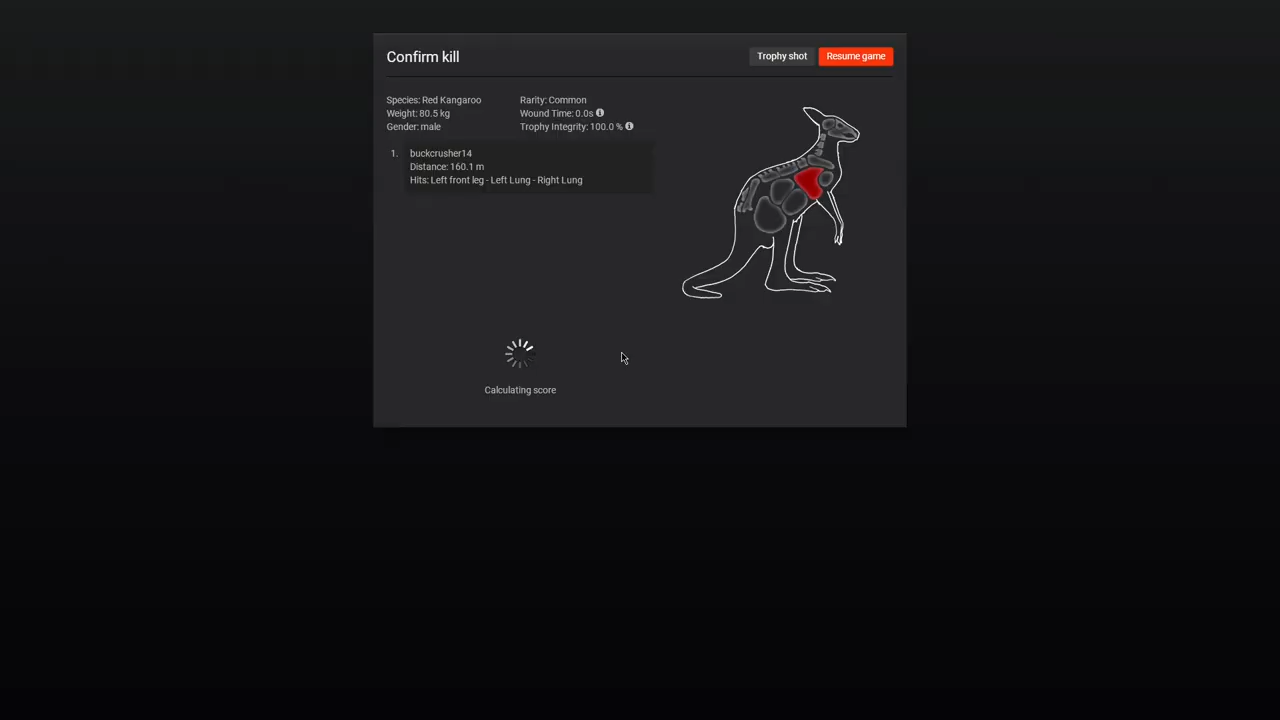 Confirm kill
Trophy shot
Resume game
Species: Red Kangaroo
Rarity: Common
Weight: 80.5 kg
Wound Time: 0.0s
Gender: male
Trophy Integrity: 100.0 %
1. buckcrusher14
Distance: 160.1 m
Hits: Left front leg - Left Lung - Right Lung
Calculating score